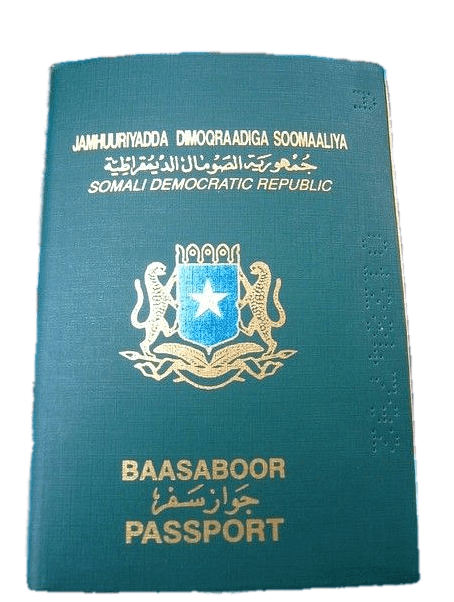 JAMHUURIYADDA DIMOQRAADIGA SOOMAALIYA
جمهورية الصومال الديمقراطية
SOMALI DEMOCRATIC REPUBLIC
BAASABOOR
جواز سفر
PASSPORT